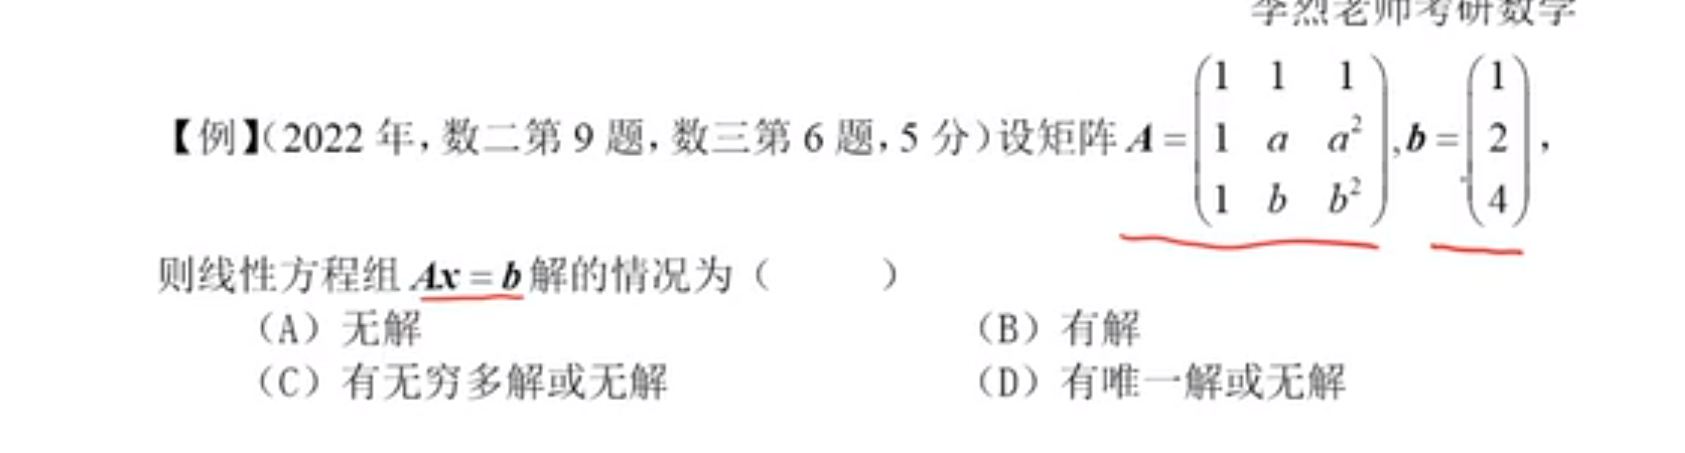 李烈老师考研数学
【例】(2022 年,数二第 9 题,数三第 6 题,5 分)设矩阵 A = \begin{pmatrix} 1 & 1 & 1 \\ 1 & a & a^2 \\ 1 & b & b^2 \end{pmatrix}, b = \begin{pmatrix} 1 \\ 2 \\ 4 \end{pmatrix},
则线性方程组 Ax = b 解的情况为( )
(A)无解 (B)有解
(C)有无穷多解或无解 (D)有唯一解或无解